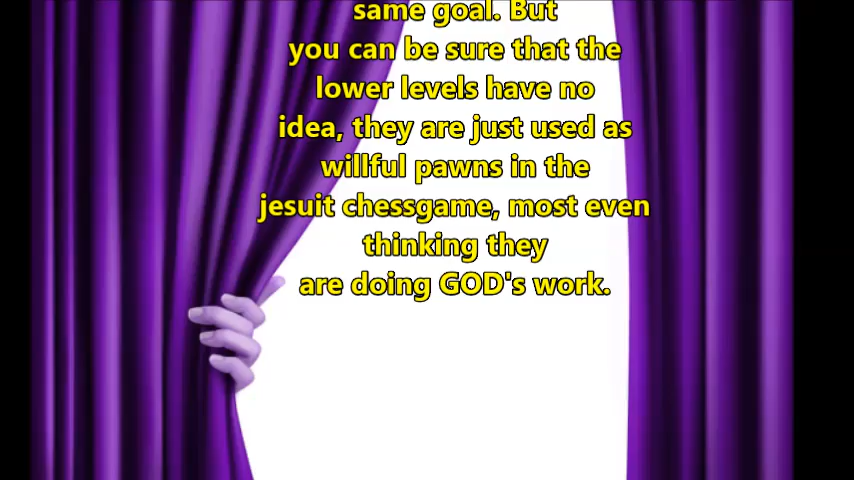 same goal. But
you can be sure that the
lower levels have no
idea, they are just used as
willful pawns in the
jesuit chessgame, most even
thinking they
are doing GOD's work.